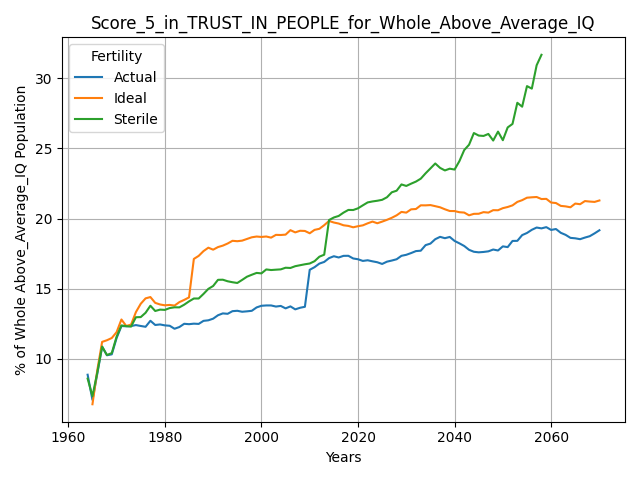 Score_5_in_TRUST_IN_PEOPLE_for_Whole_Above_Average_IQ
Fertility
Actual
Ideal
Sterile
% of Whole Above_Average_IQ Population
30
25
20
15
10
1960
1980
2000
2020
2040
2060
Years